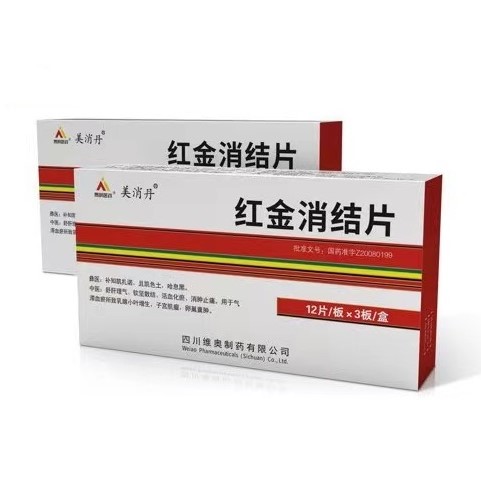 美消丹®
红金消结片
美消丹®
红金消结片
批准文号：国药准字Z20080199
彝医：补知凯扎诺，且凯色土，哈息黑。
中医：舒肝理气，软坚散结，活血化瘀，消肿止痛。用于气
滞血瘀所致乳腺小叶增生，子宫肌瘤，卵巢囊肿。
12片/板×3板/盒
四川维奥制药有限公司
Weiao Pharmaceuticals (Sichuan) Co.,Ltd.